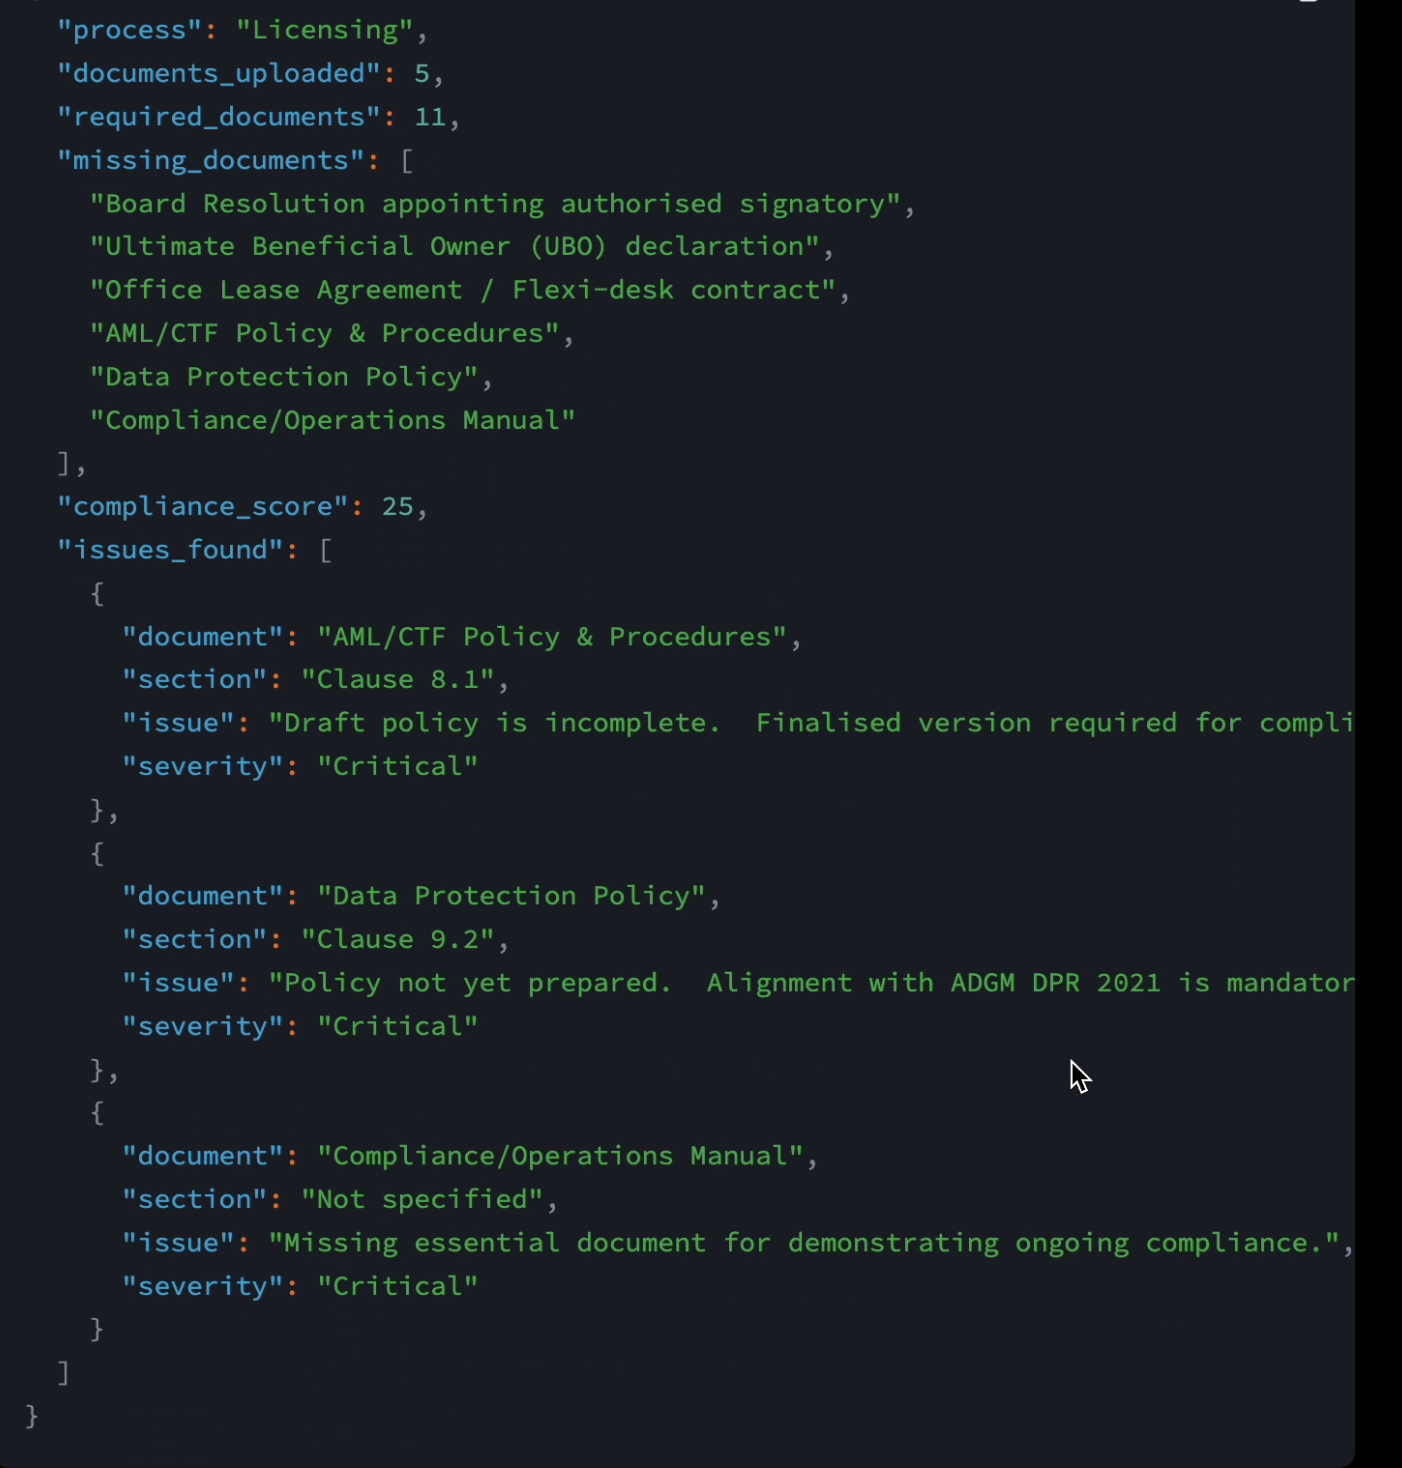 "process": "Licensing",
"documents_uploaded": 5,
"required_documents": 11,
"missing_documents": [
"Board Resolution appointing authorised signatory",
"Ultimate Beneficial Owner (UBO) declaration",
"Office Lease Agreement / Flexi-desk contract",
"AML/CTF Policy & Procedures",
"Data Protection Policy",
"Compliance/Operations Manual"
],
"compliance_score": 25,
"issues_found": [
{
"document": "AML/CTF Policy & Procedures",
"section": "Clause 8.1",
"issue": "Draft policy is incomplete.  Finalised version required for compli
"severity": "Critical"
},
{
"document": "Data Protection Policy",
"section": "Clause 9.2",
"issue": "Policy not yet prepared.  Alignment with ADGM DPR 2021 is mandator
"severity": "Critical"
},
{
"document": "Compliance/Operations Manual",
"section": "Not specified",
"issue": "Missing essential document for demonstrating ongoing compliance.",
"severity": "Critical"
}
]
}